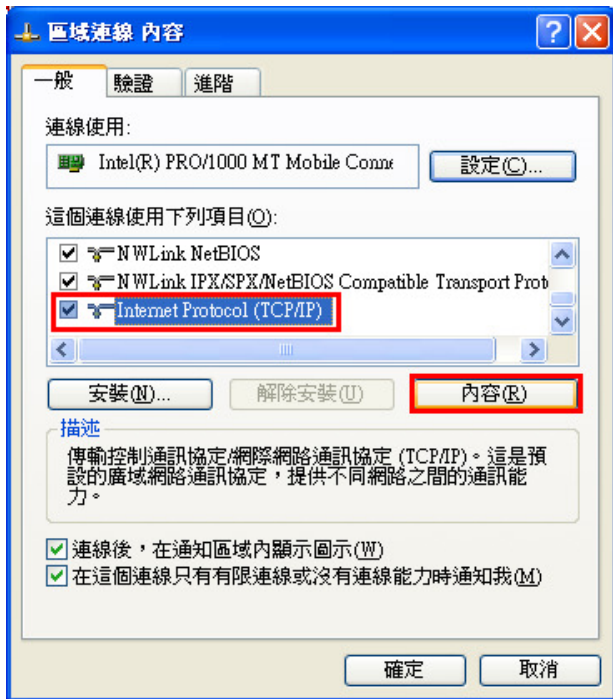 區域連線 內容
一般 驗證 進階
連線使用:
Intel(R) PRO/1000 MT Mobile Conne
設定(C)...
這個連線使用下列項目(O):
NWLink NetBIOS
NWLink IPX/SPX/NetBIOS Compatible Transport Prot
Internet Protocol (TCP/IP)
安裝(N)... 解除安裝(U) 內容(R)
描述
傳輸控制通訊協定/網際網路通訊協定 (TCP/IP)。這是預
設的廣域網路通訊協定,提供不同網路之間的通訊能
力。
連線後,在通知區域內顯示圖示(W)
在這個連線只有有限連線或沒有連線能力時通知我(M)
確定 取消